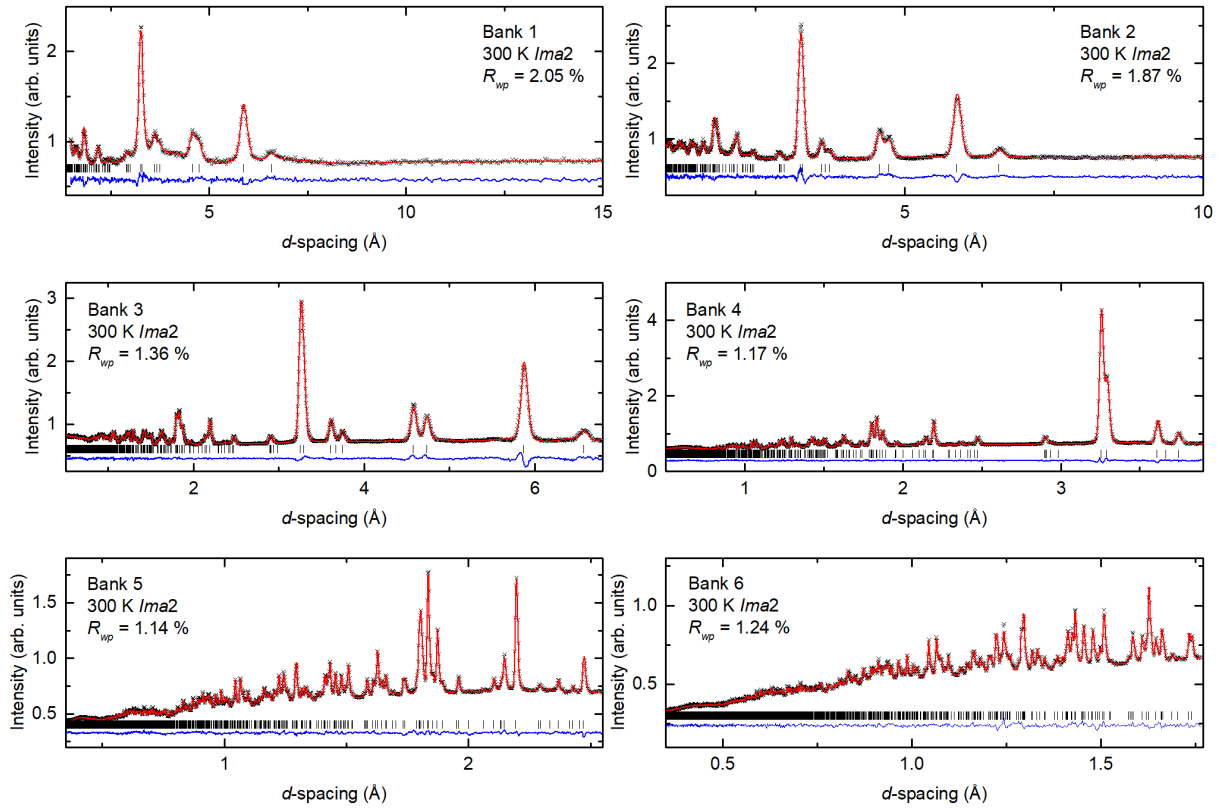 Bank 1
300 K Ima2
Rwp = 2.05 %
Intensity (arb. units)
2
1
5
10
15
d-spacing (Å)
Bank 2
300 K Ima2
Rwp = 1.87 %
Intensity (arb. units)
2
1
5
10
d-spacing (Å)
Bank 3
300 K Ima2
Rwp = 1.36 %
Intensity (arb. units)
3
2
1
2
4
6
d-spacing (Å)
Bank 4
300 K Ima2
Rwp = 1.17 %
Intensity (arb. units)
4
2
0
1
2
3
d-spacing (Å)
Bank 5
300 K Ima2
Rwp = 1.14 %
Intensity (arb. units)
1.5
1.0
0.5
1
2
d-spacing (Å)
Bank 6
300 K Ima2
Rwp = 1.24 %
Intensity (arb. units)
1.0
0.5
0.5
1.0
1.5
d-spacing (Å)